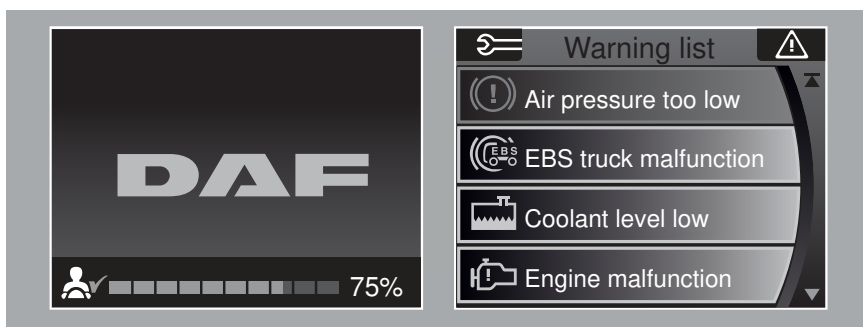 DAF
75%
Warning list
Air pressure too low
EBS EBS truck malfunction
Coolant level low
Engine malfunction